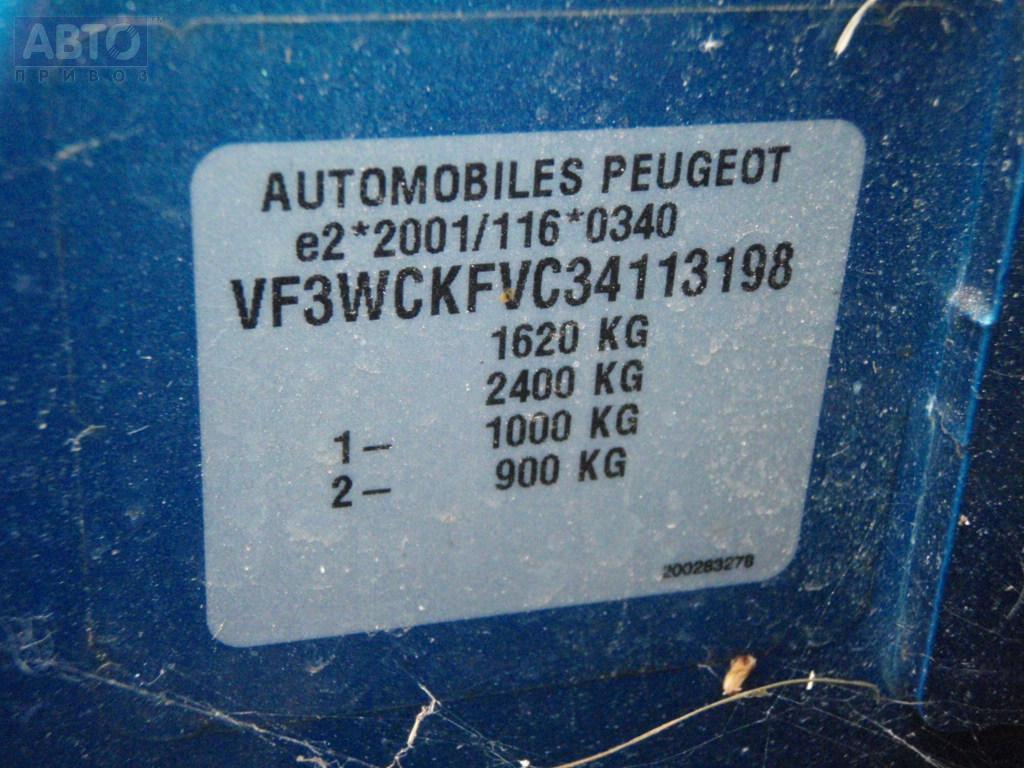 АВТО
ПРИВОЗ
AUTOMOBILES PEUGEOT
e2*2001/116*0340
VF3WCKFVC34113198
1620 KG
2400 KG
1- 1000 KG
2- 900 KG
200283278